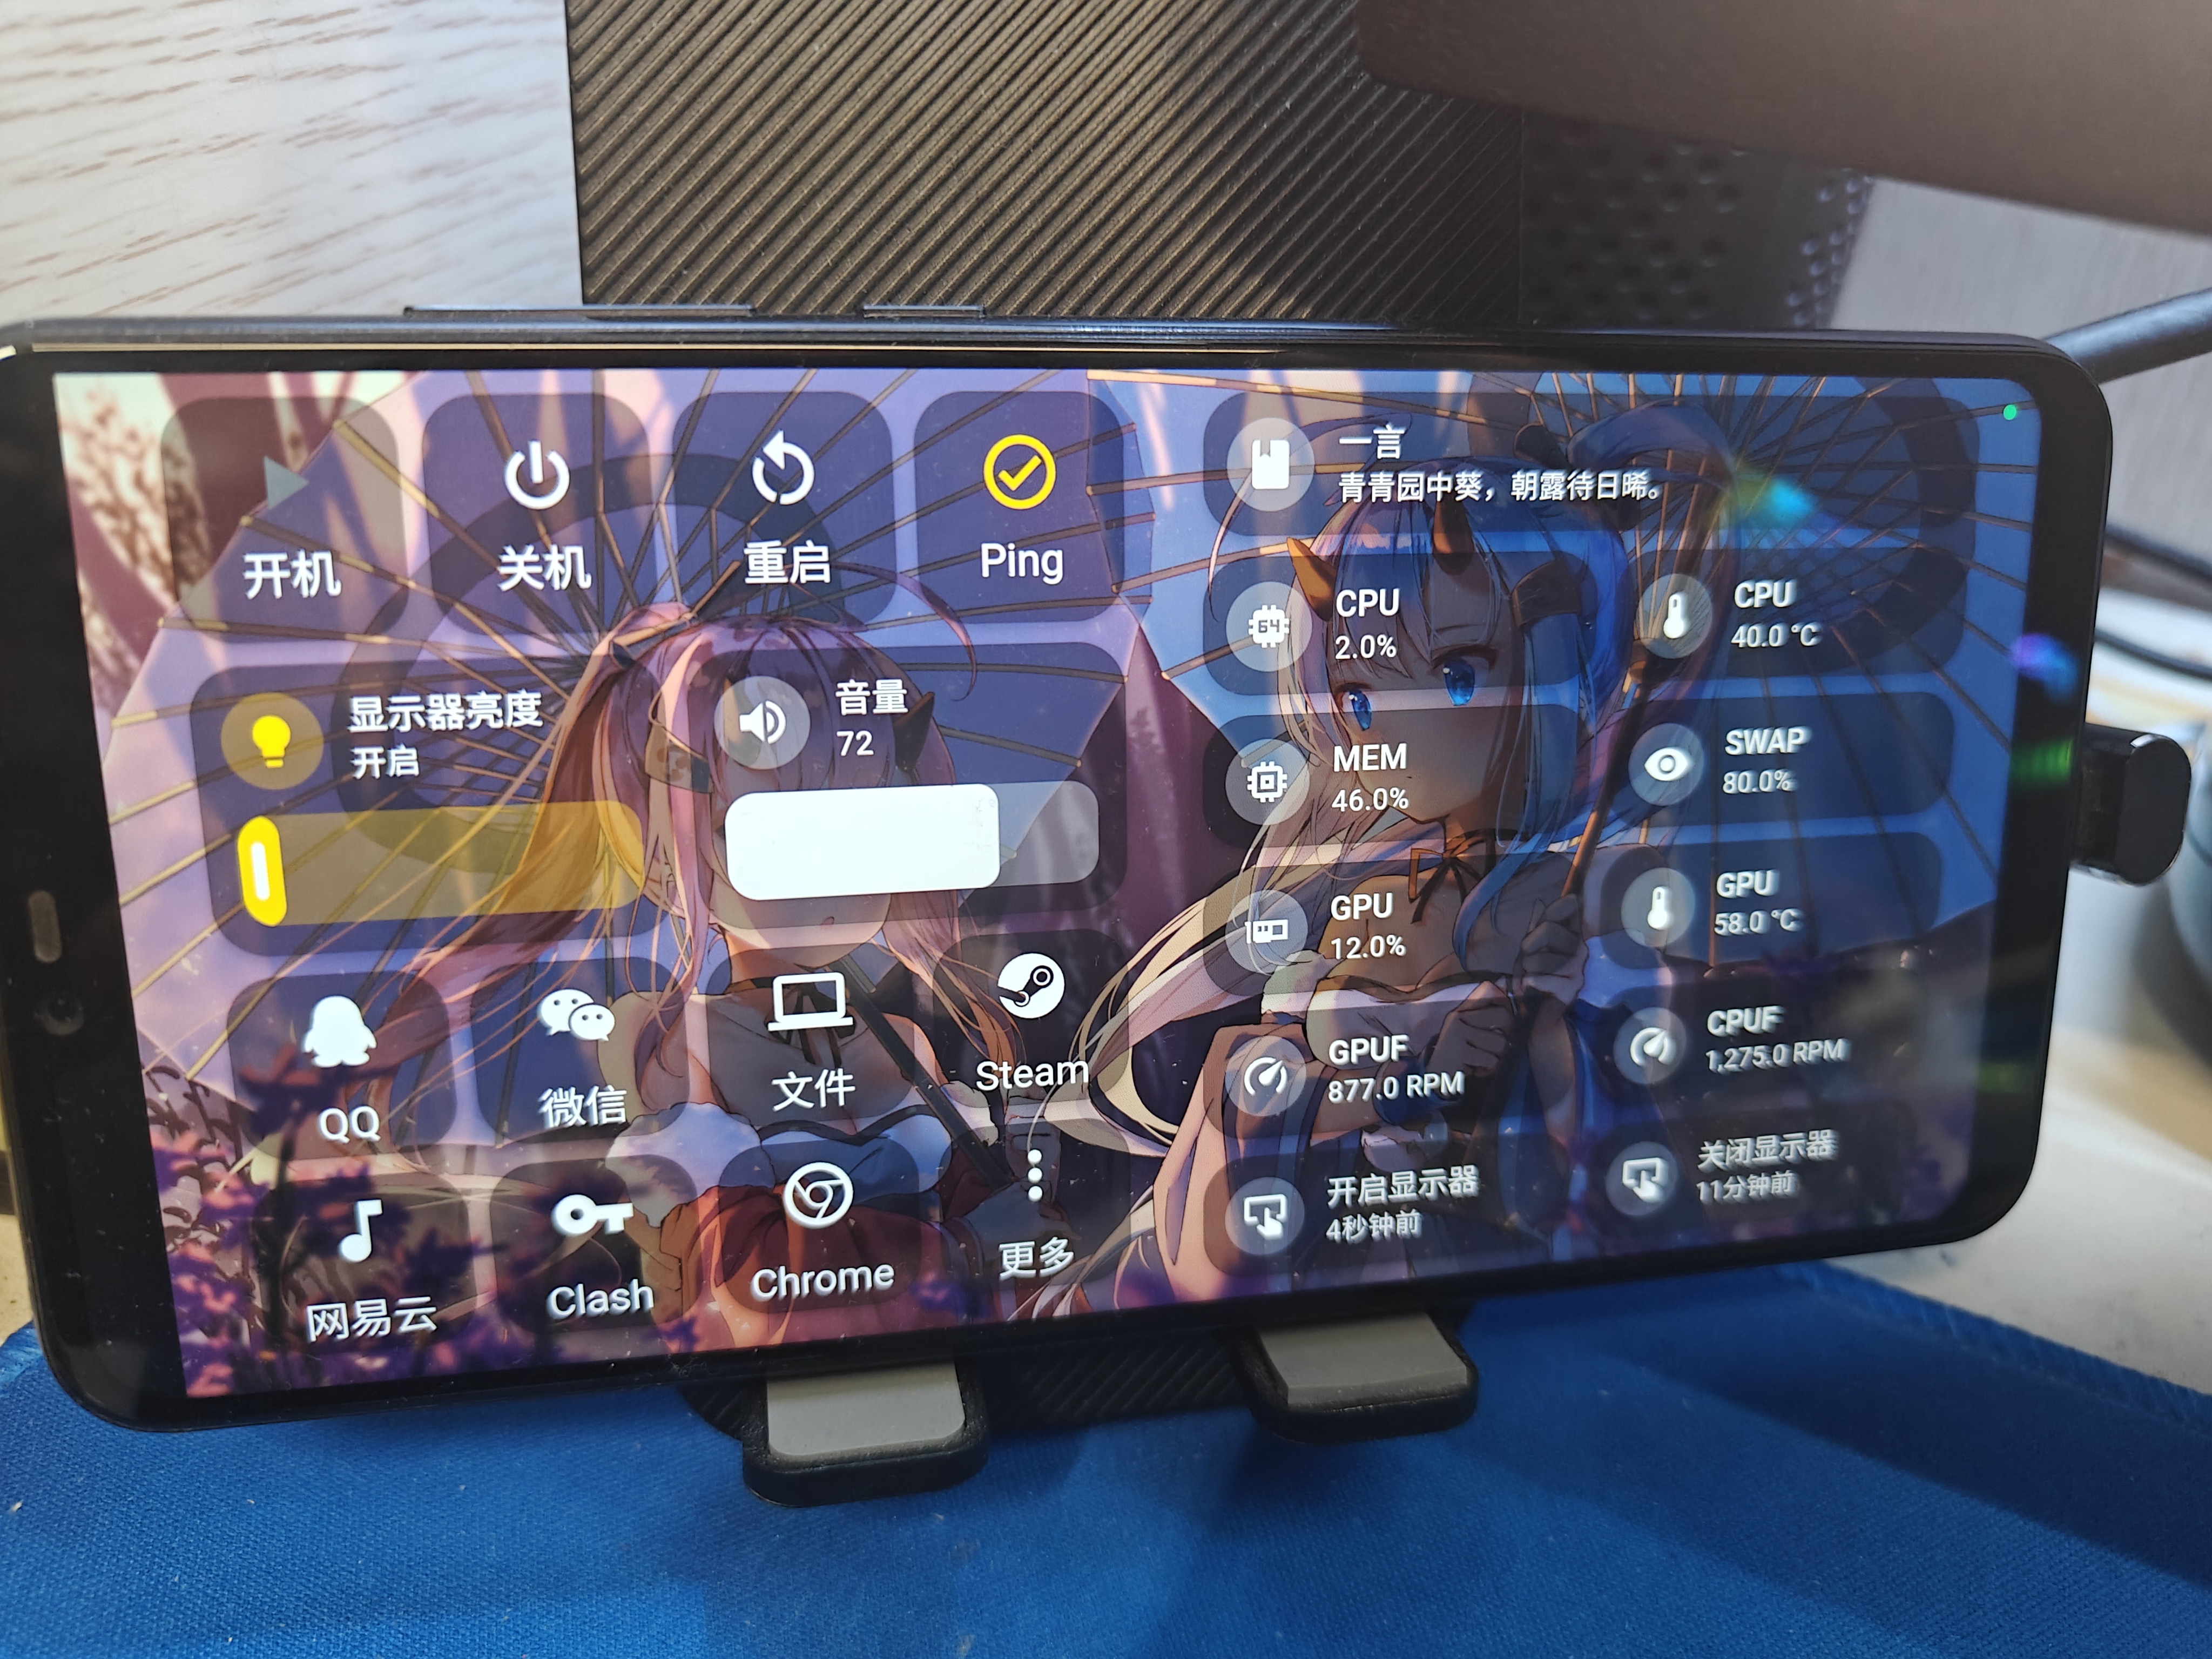 开机
关机
重启
Ping
显示器亮度
开启
音量
72
QQ
微信
文件
Steam
网易云
Clash
Chrome
更多
一言
青青园中葵，朝露待日晞。
64
CPU
2.0%
CPU
40.0 °C
MEM
46.0%
SWAP
80.0%
GPU
12.0%
GPU
58.0 °C
GPUF
877.0 RPM
CPUF
1,275.0 RPM
开启显示器
4秒钟前
关闭显示器
11分钟前